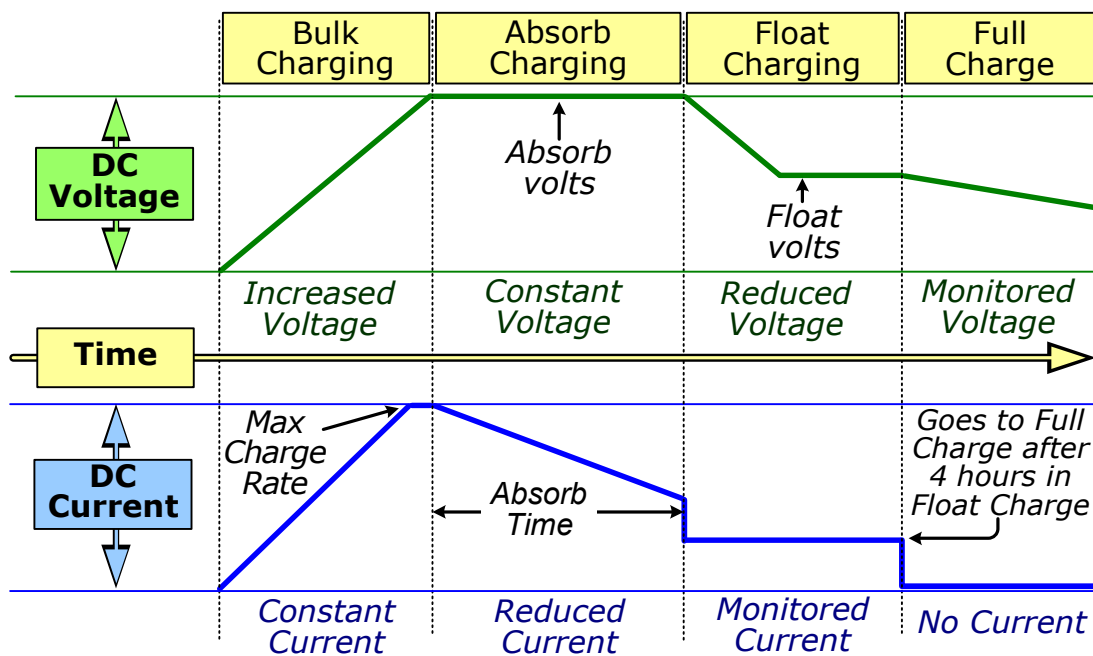 Bulk
Charging
Absorb
Charging
Float
Charging
Full
Charge
DC
Voltage
Absorb
volts
Float
volts
Increased
Voltage
Constant
Voltage
Reduced
Voltage
Monitored
Voltage
Time
DC
Current
Max
Charge
Rate
Absorb
Time
Goes to Full
Charge after
4 hours in
Float Charge
Constant
Current
Reduced
Current
Monitored
Current
No Current